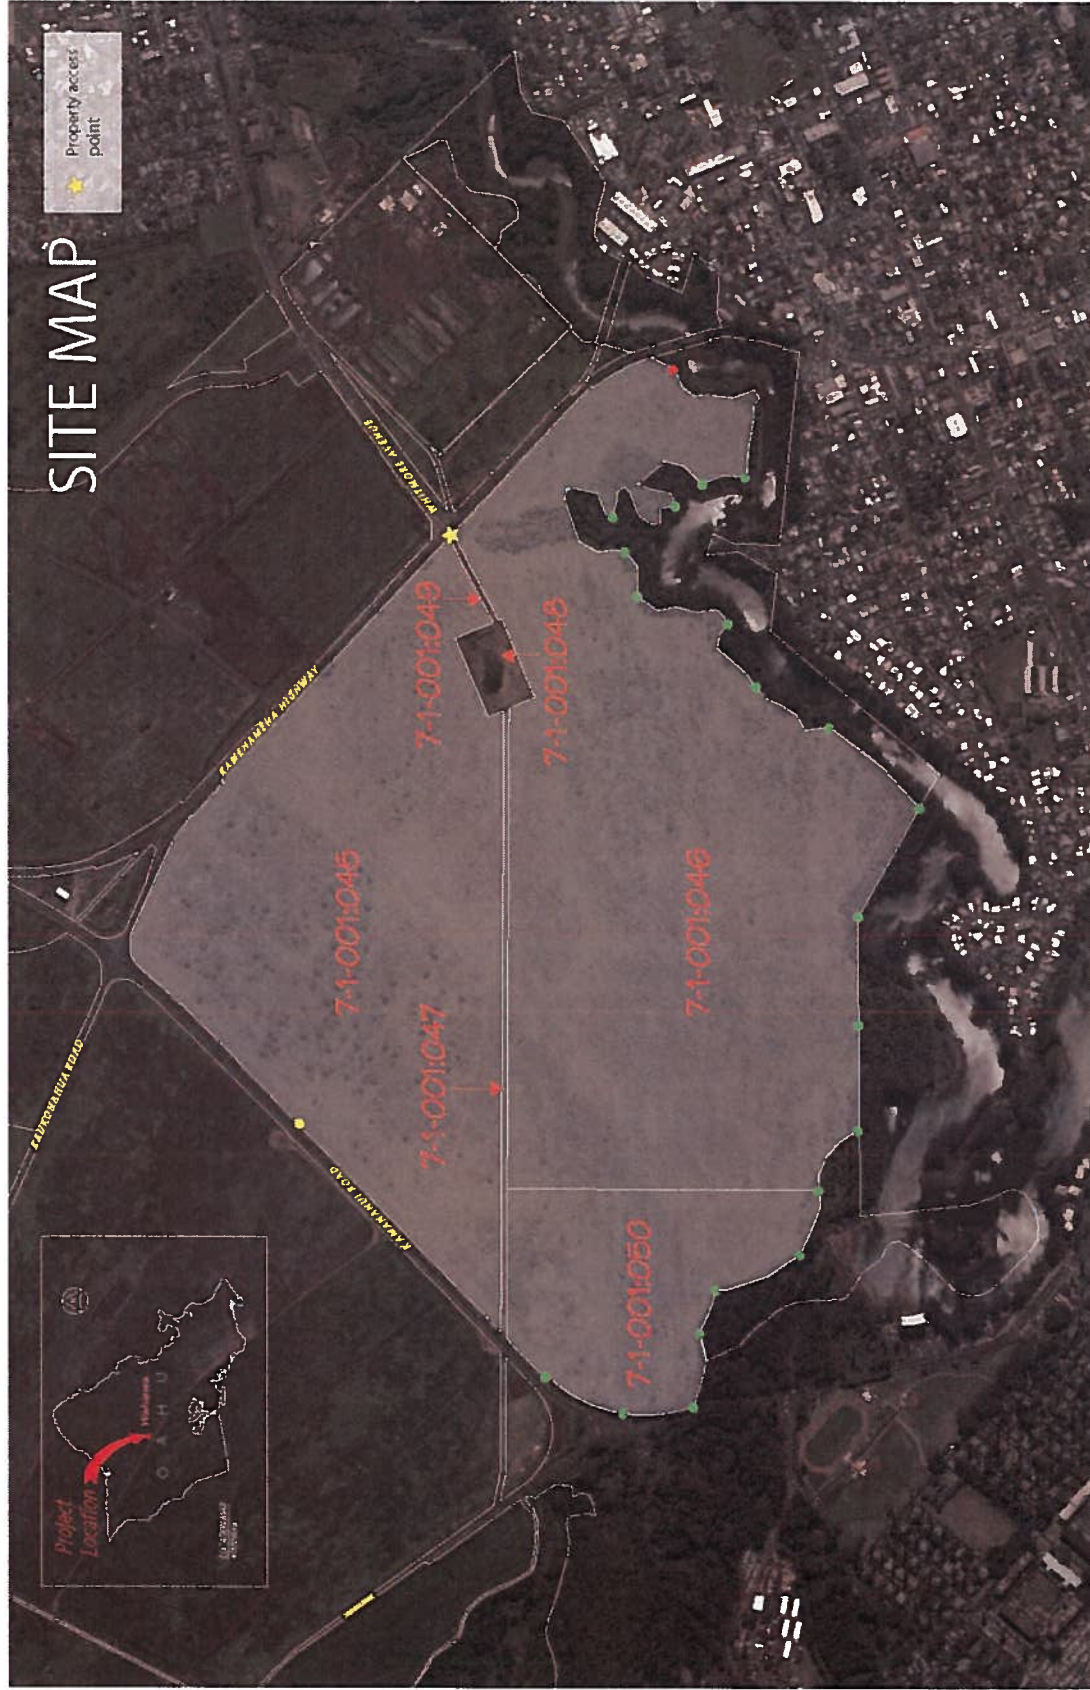 SITE MAP
Property access
point
WHITMORE AVENUE
KAMEHAMEHA HIGHWAY
KAUKONAHUA ROAD
KAMANANUI ROAD
7-1-001:049
7-1-001:048
7-1-001:045
7-1-001:046
7-1-001:047
7-1-001:050
Project
Location
Wahiawa
O A H U